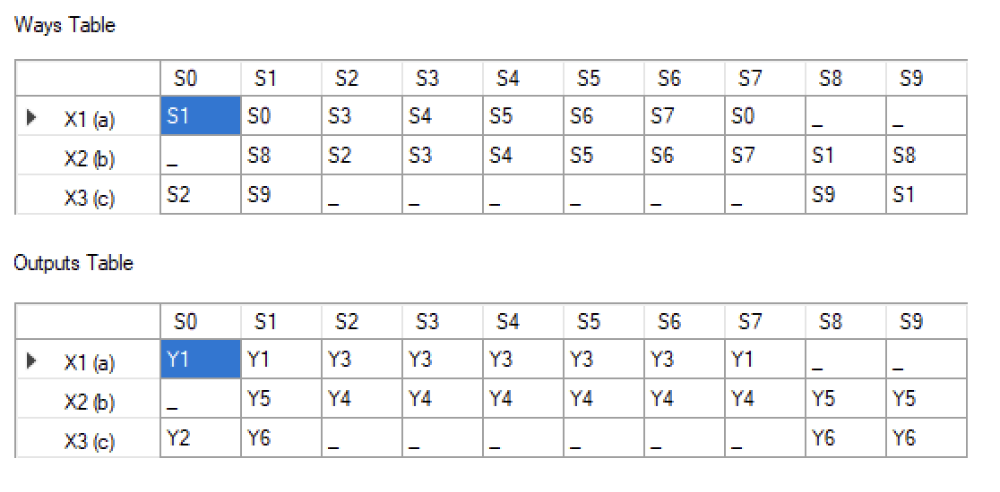 Ways Table
S0 S1 S2 S3 S4 S5 S6 S7 S8 S9
X1 (a) S1 S0 S3 S4 S5 S6 S7 S0 _ _
X2 (b) _ S8 S2 S3 S4 S5 S6 S7 S1 S8
X3 (c) S2 S9 _ _ _ _ _ _ S9 S1
Outputs Table
S0 S1 S2 S3 S4 S5 S6 S7 S8 S9
X1 (a) Y1 Y1 Y3 Y3 Y3 Y3 Y3 Y1 _ _
X2 (b) _ Y5 Y4 Y4 Y4 Y4 Y4 Y4 Y5 Y5
X3 (c) Y2 Y6 _ _ _ _ _ _ Y6 Y6